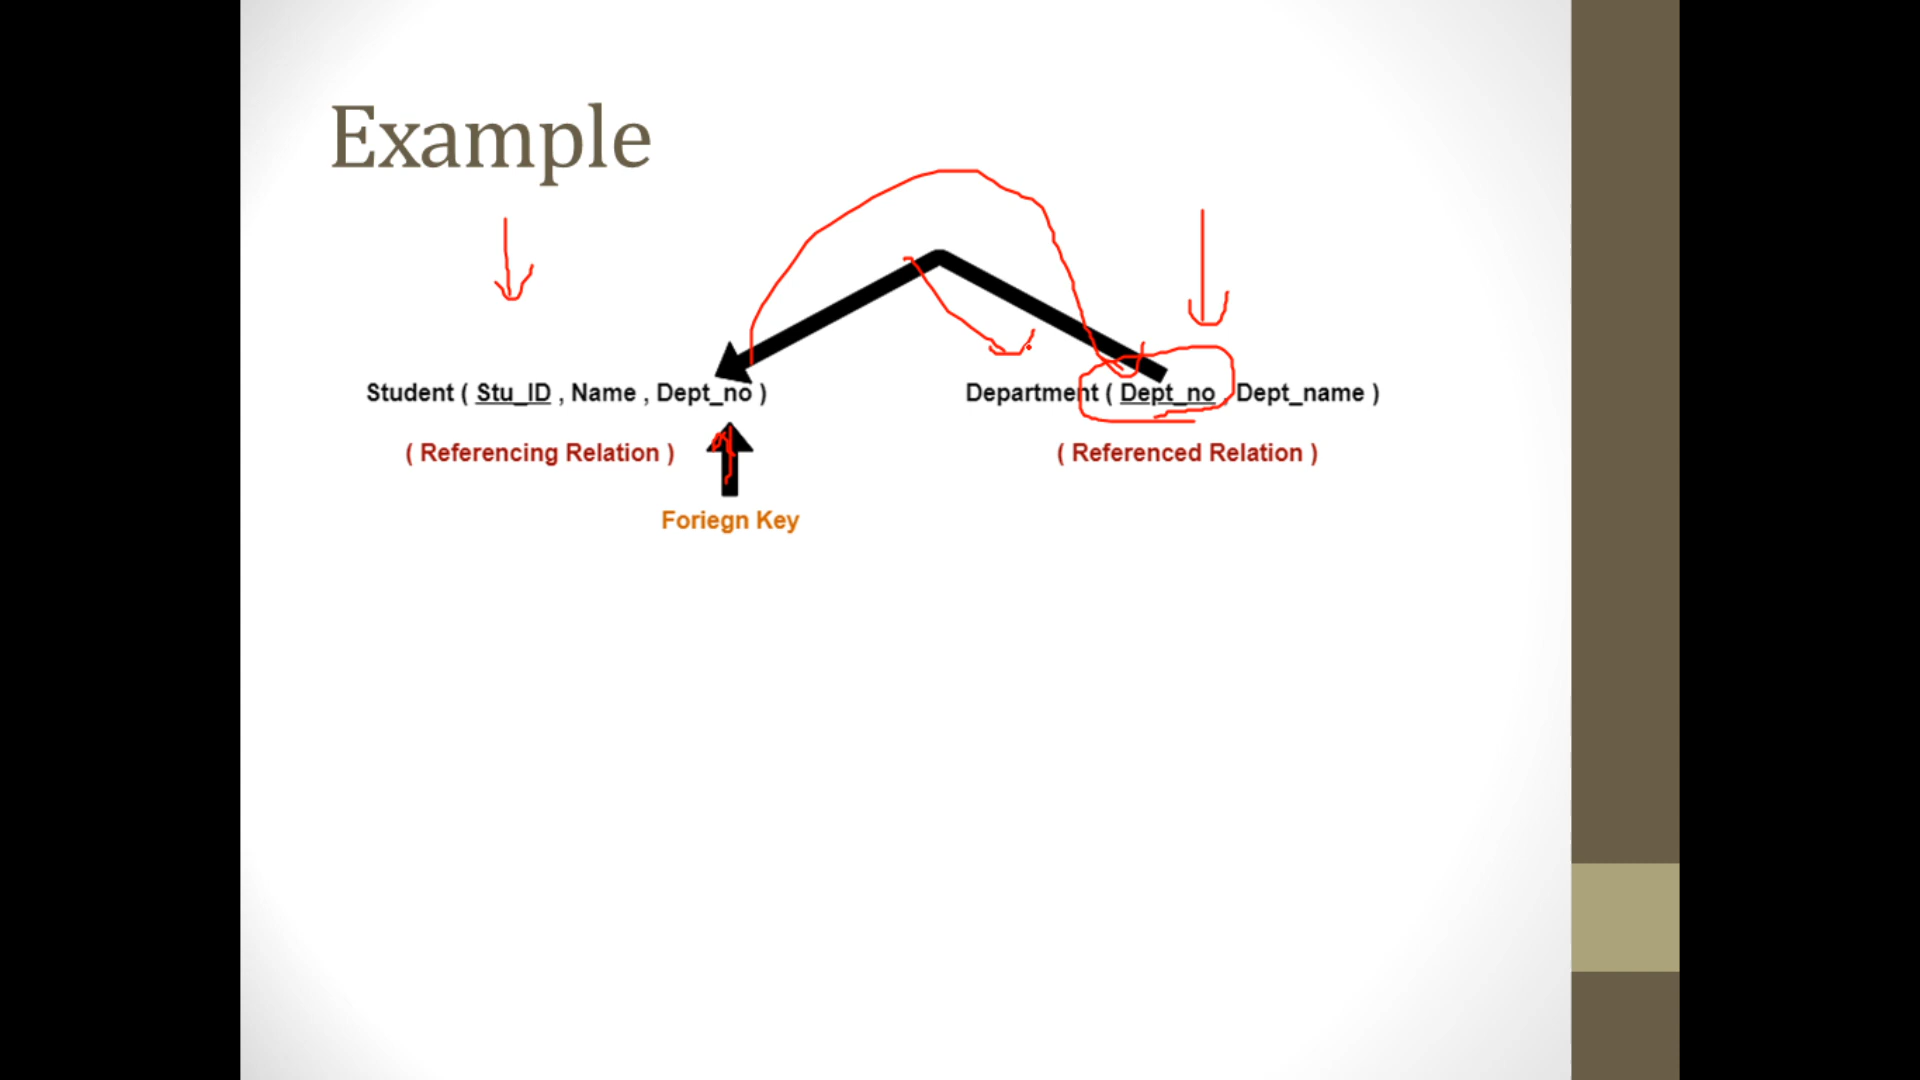 Example
Student ( Stu_ID , Name , Dept_no )
Department ( Dept_no , Dept_name )
( Referencing Relation )
( Referenced Relation )
Foriegn Key